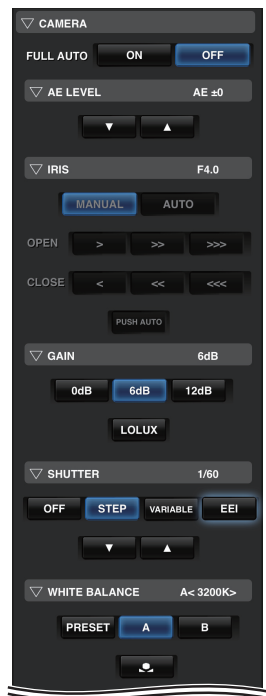 ▽ CAMERA
FULL AUTO ON OFF
▽ AE LEVEL AE ±0
▼ ▲
▽ IRIS F4.0
MANUAL AUTO
OPEN > >> >>>
CLOSE < << <<<
PUSH AUTO
▽ GAIN 6dB
0dB 6dB 12dB
LOLUX
▽ SHUTTER 1/60
OFF STEP VARIABLE EEI
▼ ▲
▽ WHITE BALANCE A< 3200K>
PRESET A B